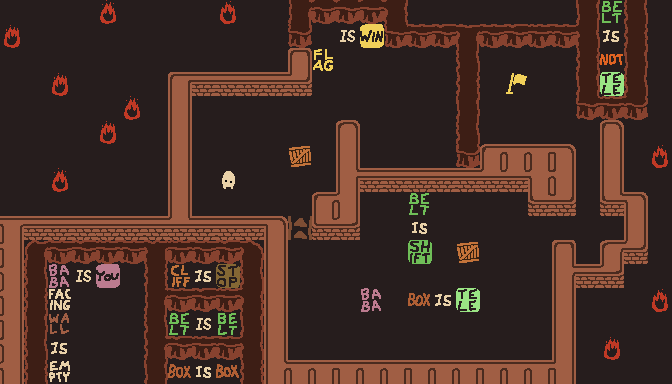 BELT
IS
NOT
TELE
IS WIN
FLAG
BELT
IS
SHIFT
BABA IS YOU
FACING
WALL
IS
EMPTY
CLIFF IS STOP
BELT IS BELT
BOX IS BOX
BABA BOX IS TELE